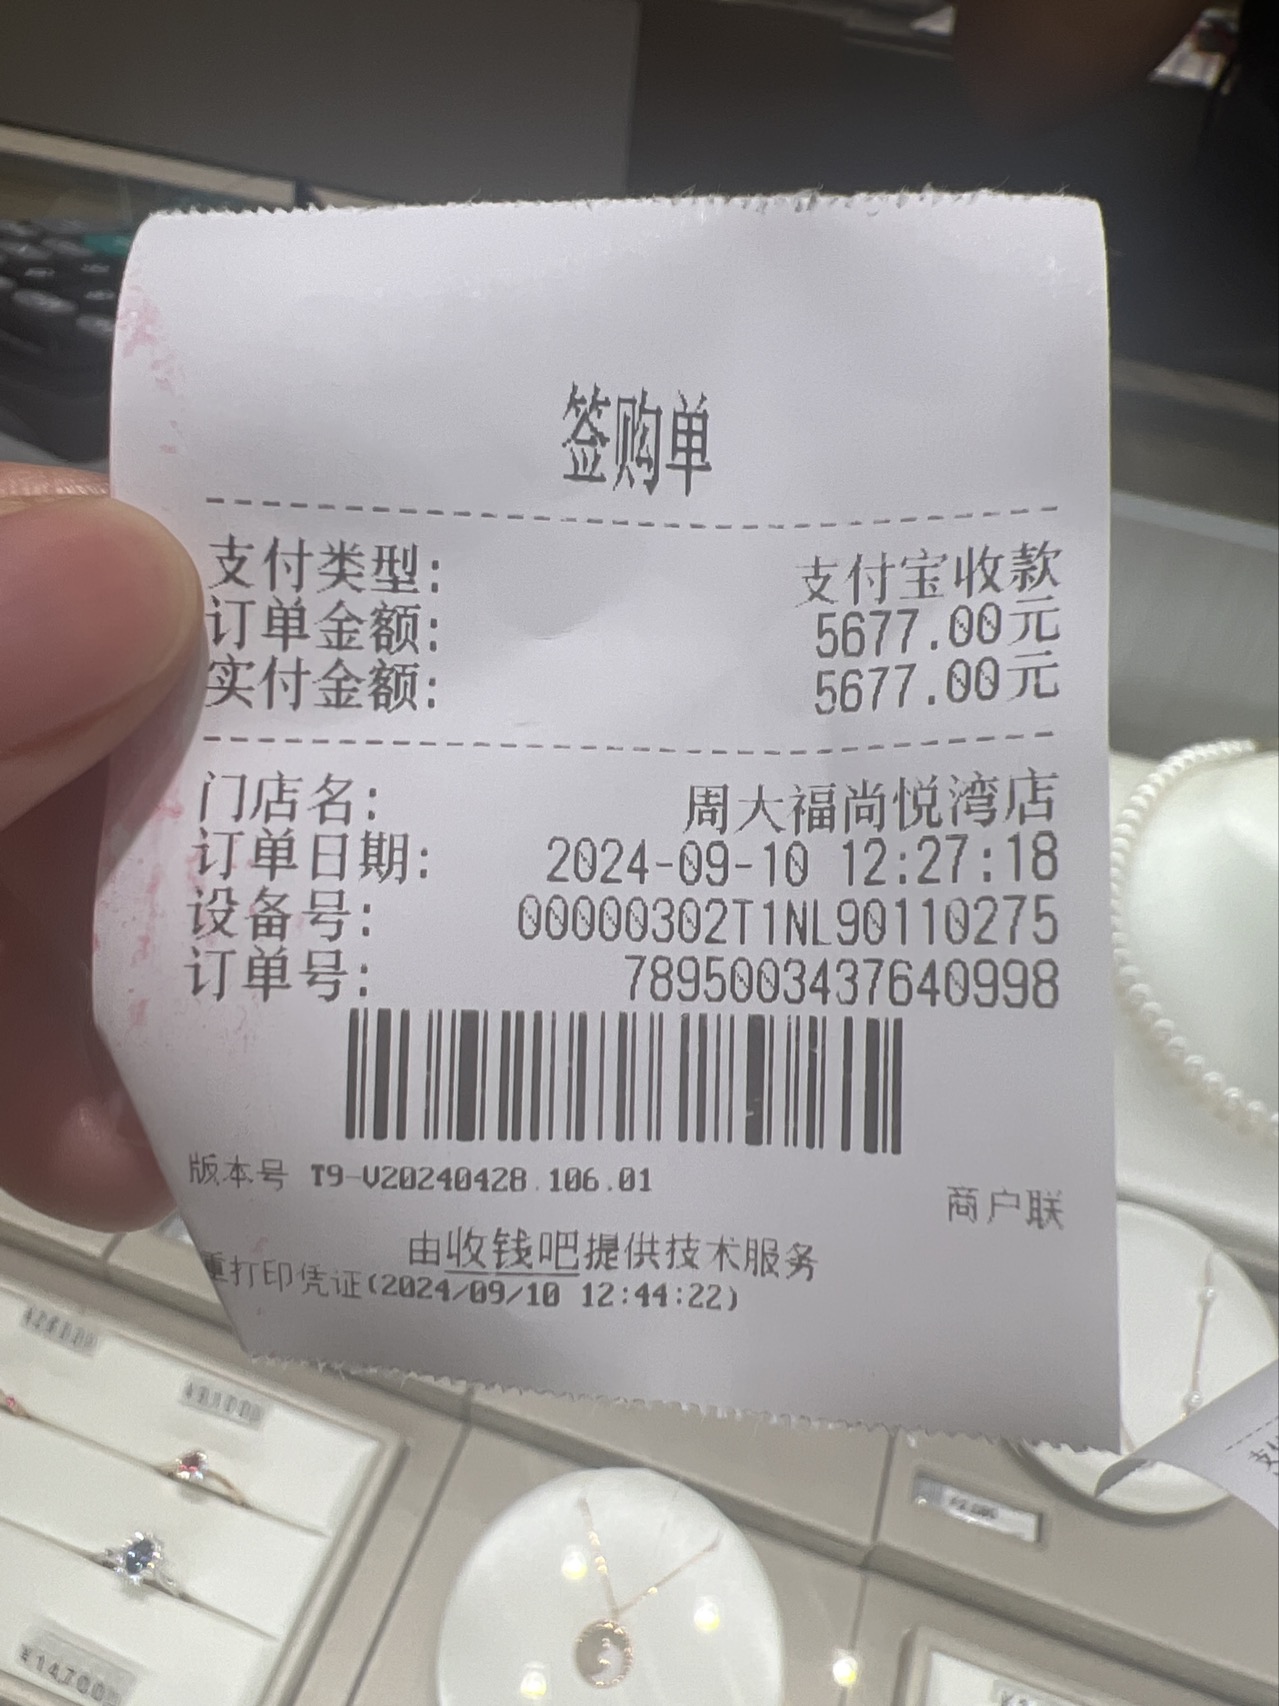 签购单
支付类型: 支付宝收款
订单金额: 5677.00元
实付金额: 5677.00元
门店名: 周大福尚悦湾店
订单日期: 2024-09-10 12:27:18
设备号: 00000302T1NL90110275
订单号: 7895003437640998
版本号 T9-V20240428.106.01
商户联
由收钱吧提供技术服务
重打印凭证(2024/09/10 12:44:22)